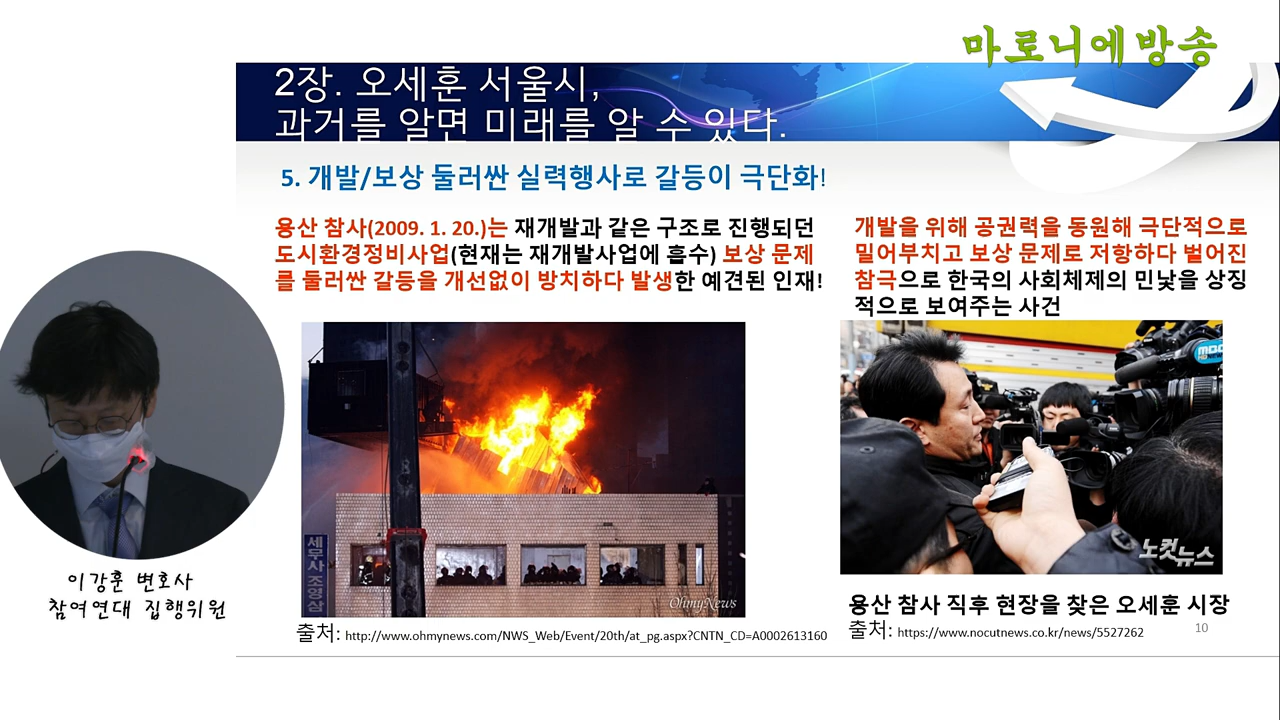 마로니에방송
2장. 오세훈 서울시,
과거를 알면 미래를 알 수 있다.
5. 개발/보상 둘러싼 실력행사로 갈등이 극단화!
용산 참사(2009. 1. 20.)는 재개발과 같은 구조로 진행되던
도시환경정비사업(현재는 재개발사업에 흡수) 보상 문제
를 둘러싼 갈등을 개선없이 방치하다 발생한 예견된 인재!
개발을 위해 공권력을 동원해 극단적으로
밀어부치고 보상 문제로 저항하다 벌어진
참극으로 한국의 사회체제의 민낯을 상징
적으로 보여주는 사건
세무사 조영삼
OhmyNews
MBC
HD
노컷뉴스
출처: http://www.ohmynews.com/NWS_Web/Event/20th/at_pg.aspx?CNTN_CD=A0002613160
용산 참사 직후 현장을 찾은 오세훈 시장
출처: https://www.nocutnews.co.kr/news/5527262
10
이강훈 변호사
참여연대 집행위원